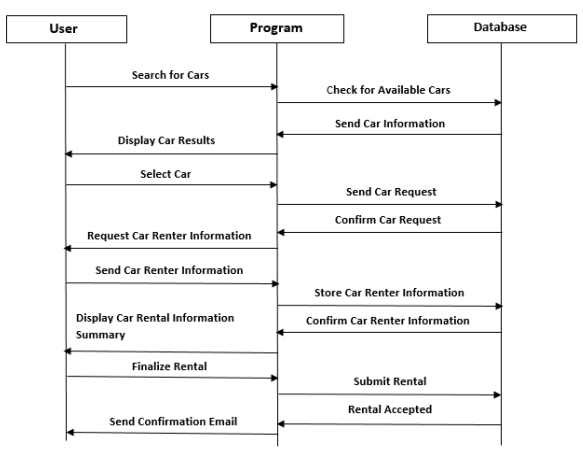 User
Program
Database
Search for Cars
Check for Available Cars
Send Car Information
Display Car Results
Select Car
Send Car Request
Confirm Car Request
Request Car Renter Information
Send Car Renter Information
Store Car Renter Information
Display Car Rental Information
Summary
Confirm Car Renter Information
Finalize Rental
Submit Rental
Rental Accepted
Send Confirmation Email